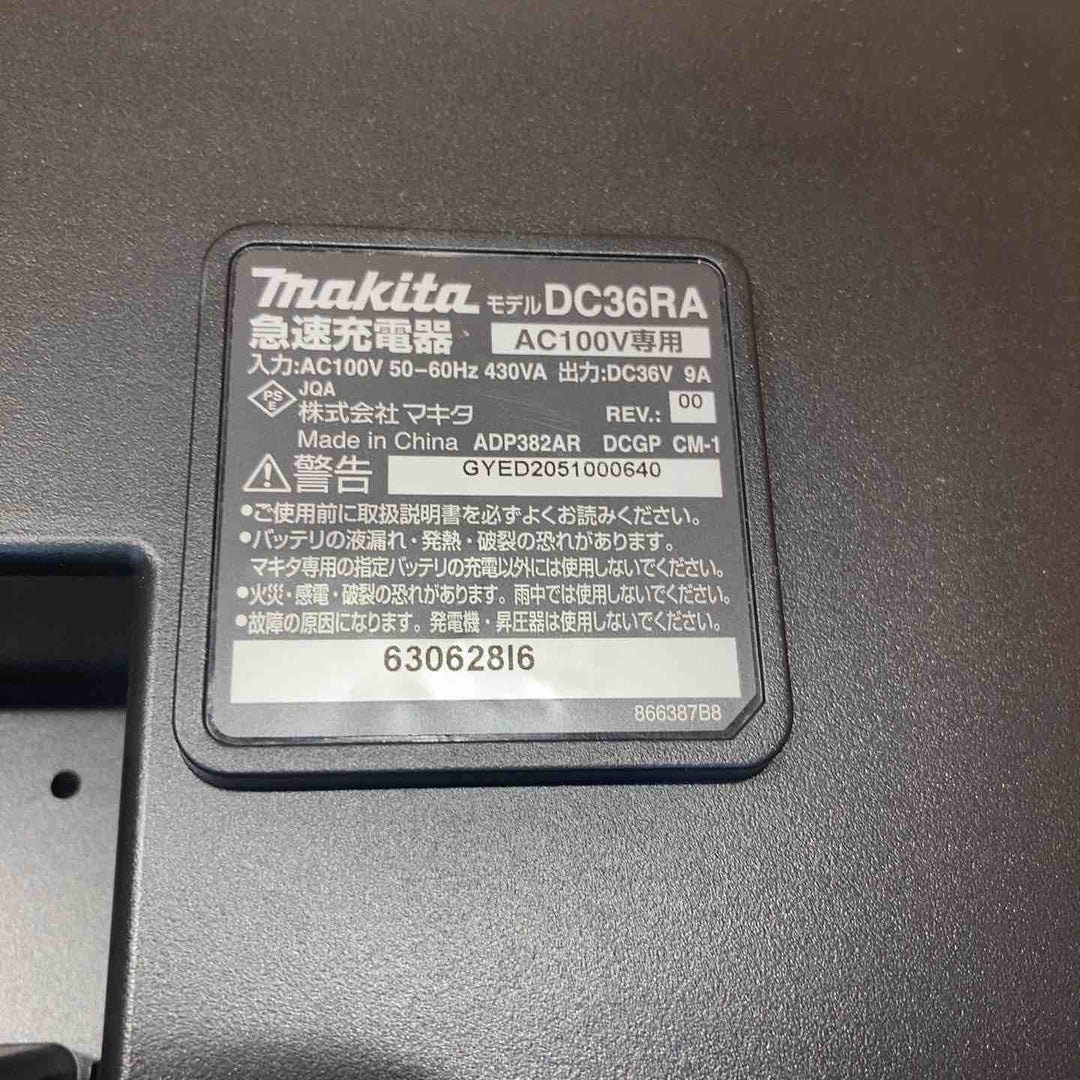 makita モデル DC36RA
急速充電器 AC100V専用
入力:AC100V 50-60Hz 430VA 出力:DC36V 9A
PSE JQA
株式会社マキタ REV.: 00
Made in China ADP382AR DCGP CM-1
警告 GYED2051000640
•ご使用前に取扱説明書を必ずよくお読みください。
•バッテリの液漏れ・発熱・破裂の恐れがあります。
マキタ専用の指定バッテリの充電以外には使用しないでください。
•火災・感電・破裂の恐れがあります。雨中では使用しないでください。
•故障の原因になります。発電機・昇圧器は使用しないでください。
630628I6
866387B8